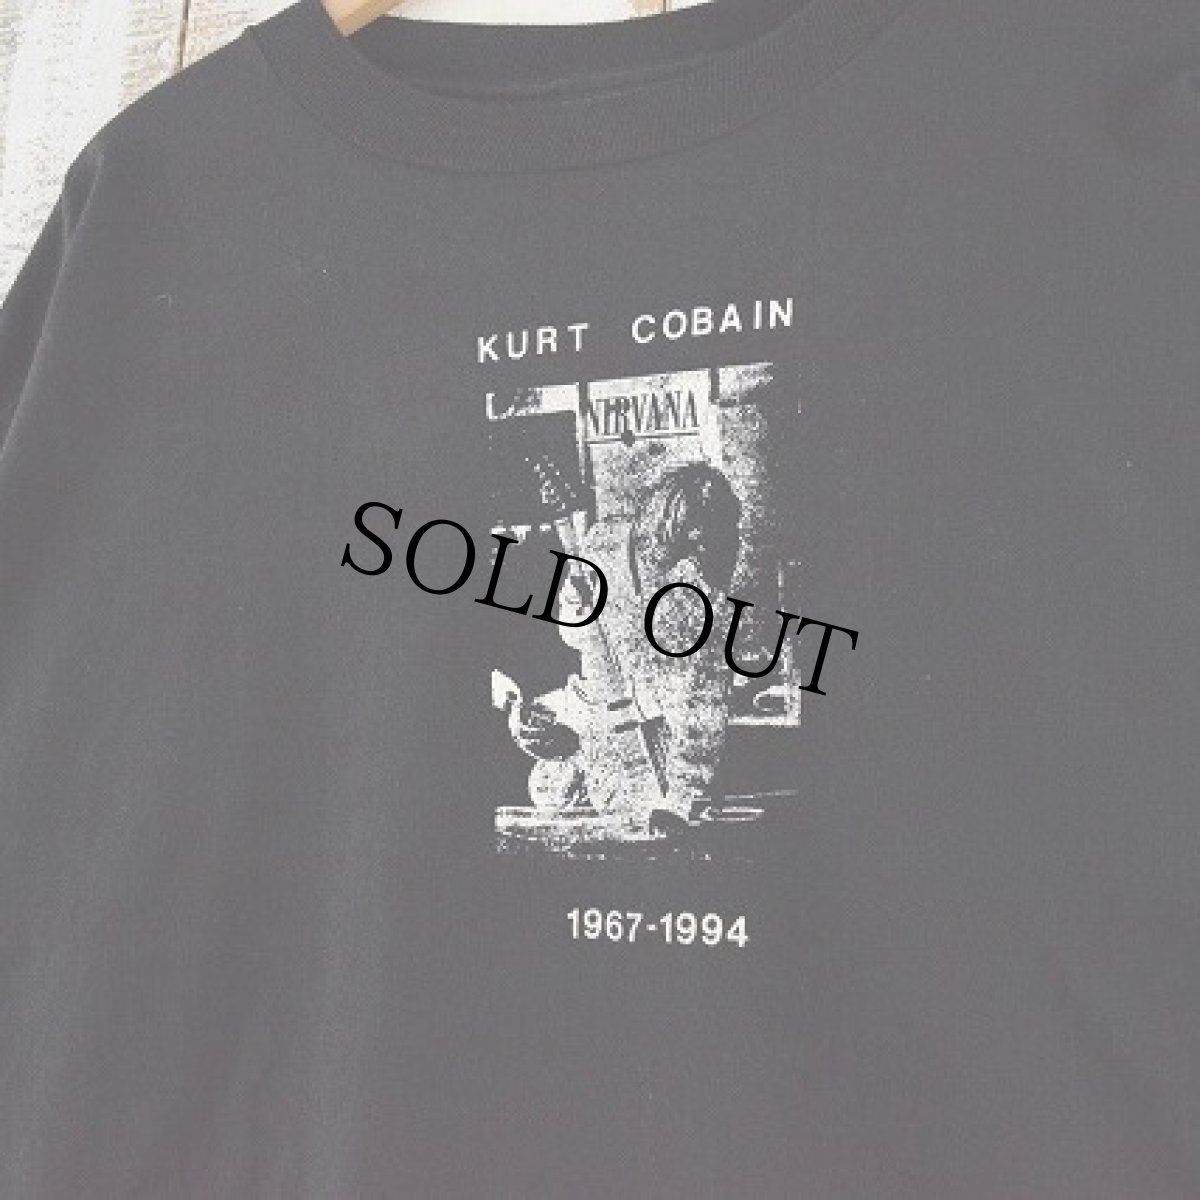 KURT COBAIN
NIRVANA
SOLD OUT
1967-1994